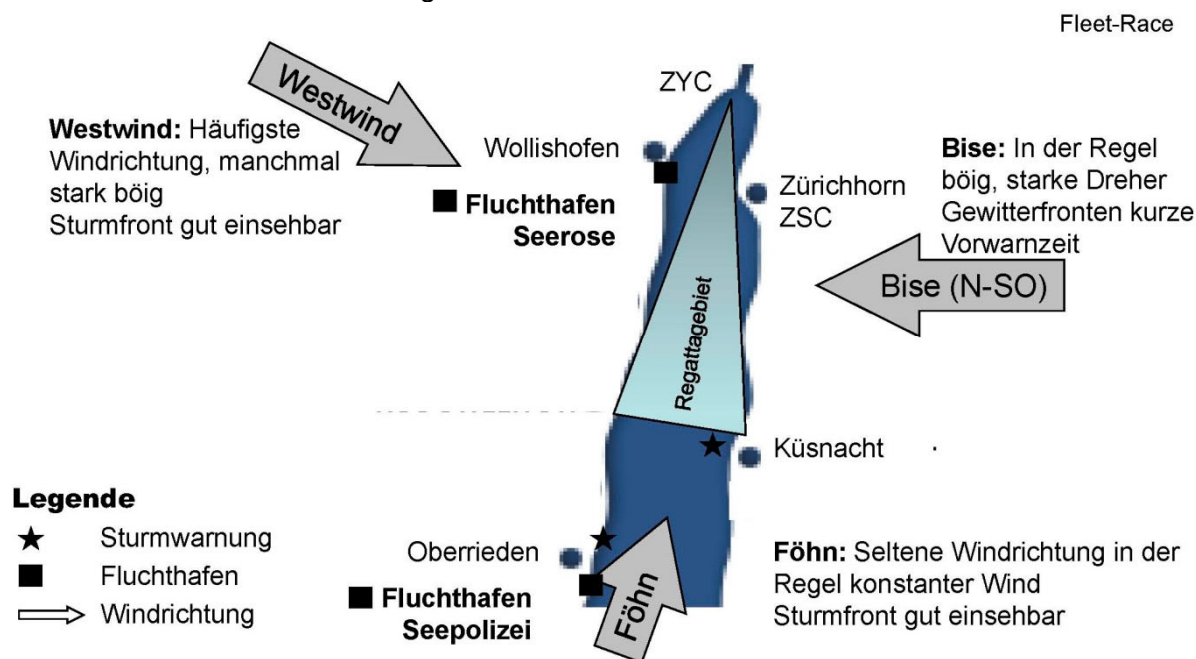 Fleet-Race
Westwind
ZYC
Westwind: Häufigste
Windrichtung, manchmal
stark böig
Sturmfront gut einsehbar
Wollishofen
Fluchthafen
Seerose
Zürichhorn
ZSC
Bise: In der Regel
böig, starke Dreher
Gewitterfronten kurze
Vorwarnzeit
Bise (N-SO)
Regattagebiet
Küsnacht
Legende
Sturmwarnung
Fluchthafen
Windrichtung
Oberrieden
Fluchthafen
Seepolizei
Föhn
Föhn: Seltene Windrichtung in der
Regel konstanter Wind
Sturmfront gut einsehbar